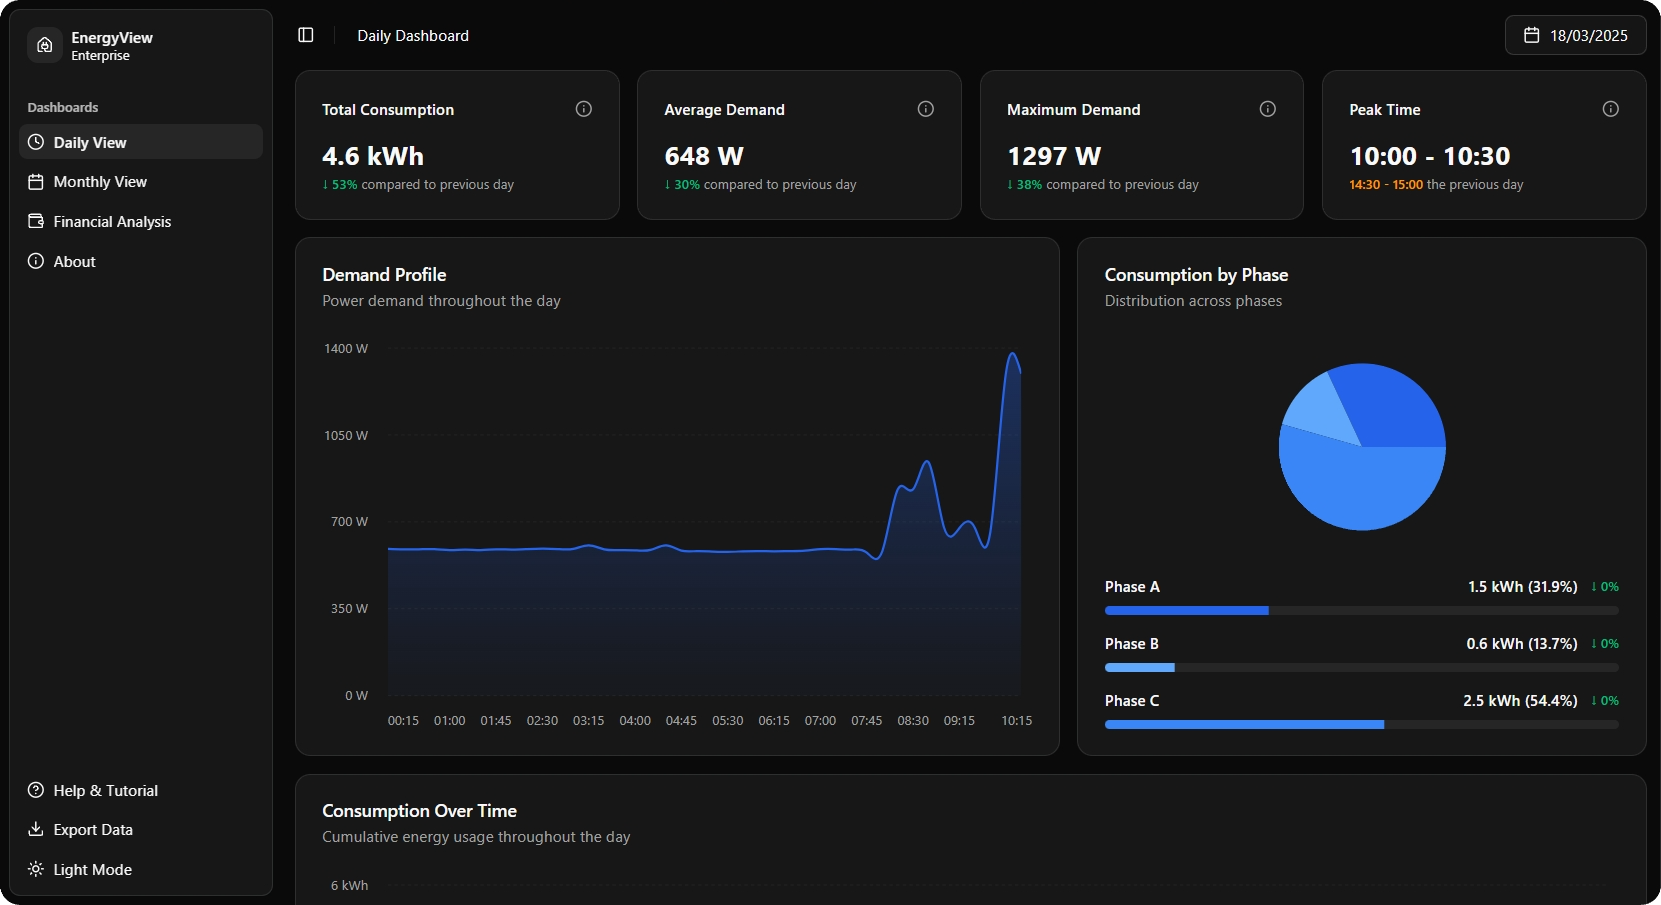 EnergyView
Enterprise
Dashboards
Daily View
Monthly View
Financial Analysis
About
Help & Tutorial
Export Data
Light Mode
Daily Dashboard
18/03/2025
Total Consumption
4.6 kWh
↓ 53% compared to previous day
Average Demand
648 W
↓ 30% compared to previous day
Maximum Demand
1297 W
↓ 38% compared to previous day
Peak Time
10:00 - 10:30
14:30 - 15:00 the previous day
Demand Profile
Power demand throughout the day
1400 W
1050 W
700 W
350 W
0 W
00:15 01:00 01:45 02:30 03:15 04:00 04:45 05:30 06:15 07:00 07:45 08:30 09:15 10:15
Consumption by Phase
Distribution across phases
Phase A 1.5 kWh (31.9%) ↓ 0%
Phase B 0.6 kWh (13.7%) ↓ 0%
Phase C 2.5 kWh (54.4%) ↓ 0%
Consumption Over Time
Cumulative energy usage throughout the day
6 kWh